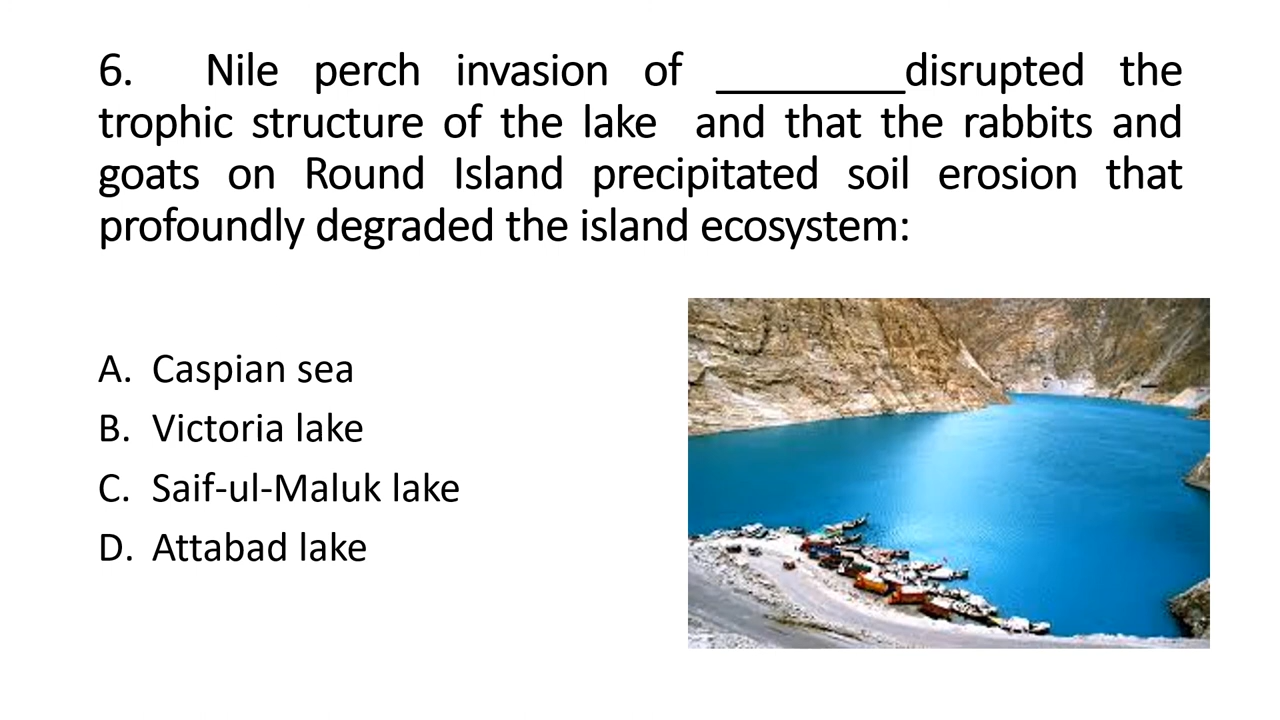 6. Nile perch invasion of _________disrupted the
trophic structure of the lake and that the rabbits and
goats on Round Island precipitated soil erosion that
profoundly degraded the island ecosystem:
A. Caspian sea
B. Victoria lake
C. Saif-ul-Maluk lake
D. Attabad lake